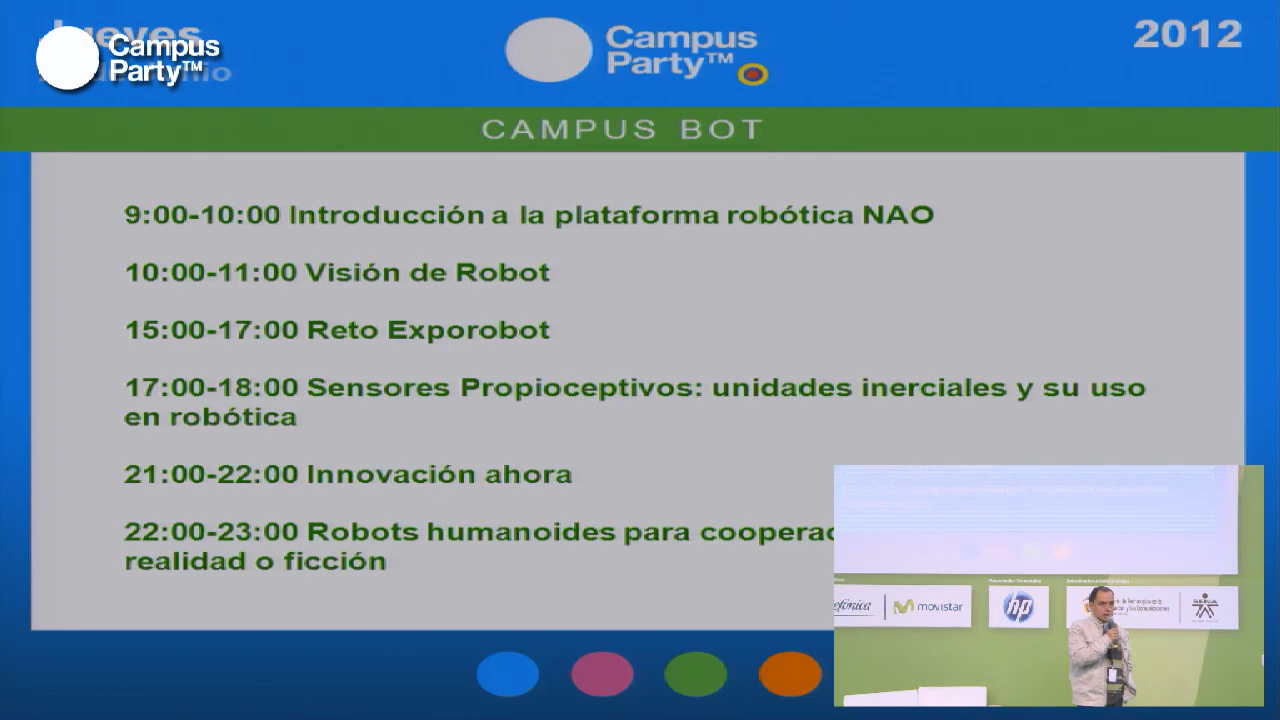 Jueves
Campus
Party™
Campus
Party™
2012
CAMPUS BOT
9:00-10:00 Introducción a la plataforma robótica NAO
10:00-11:00 Visión de Robot
15:00-17:00 Reto Exporobot
17:00-18:00 Sensores Propioceptivos: unidades inerciales y su uso
en robótica
21:00-22:00 Innovación ahora
22:00-23:00 Robots humanoides para
realidad o ficción
movistar
hp
SENA